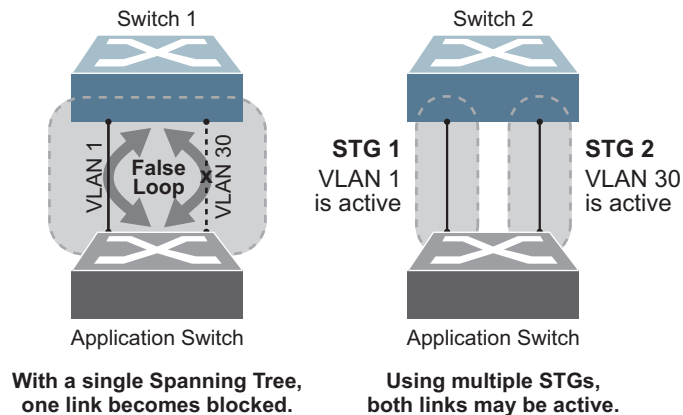 Switch 1
VLAN 1
False
Loop
x
VLAN 30
Application Switch
With a single Spanning Tree,
one link becomes blocked.
Switch 2
STG 1
VLAN 1
is active
STG 2
VLAN 30
is active
Application Switch
Using multiple STGs,
both links may be active.